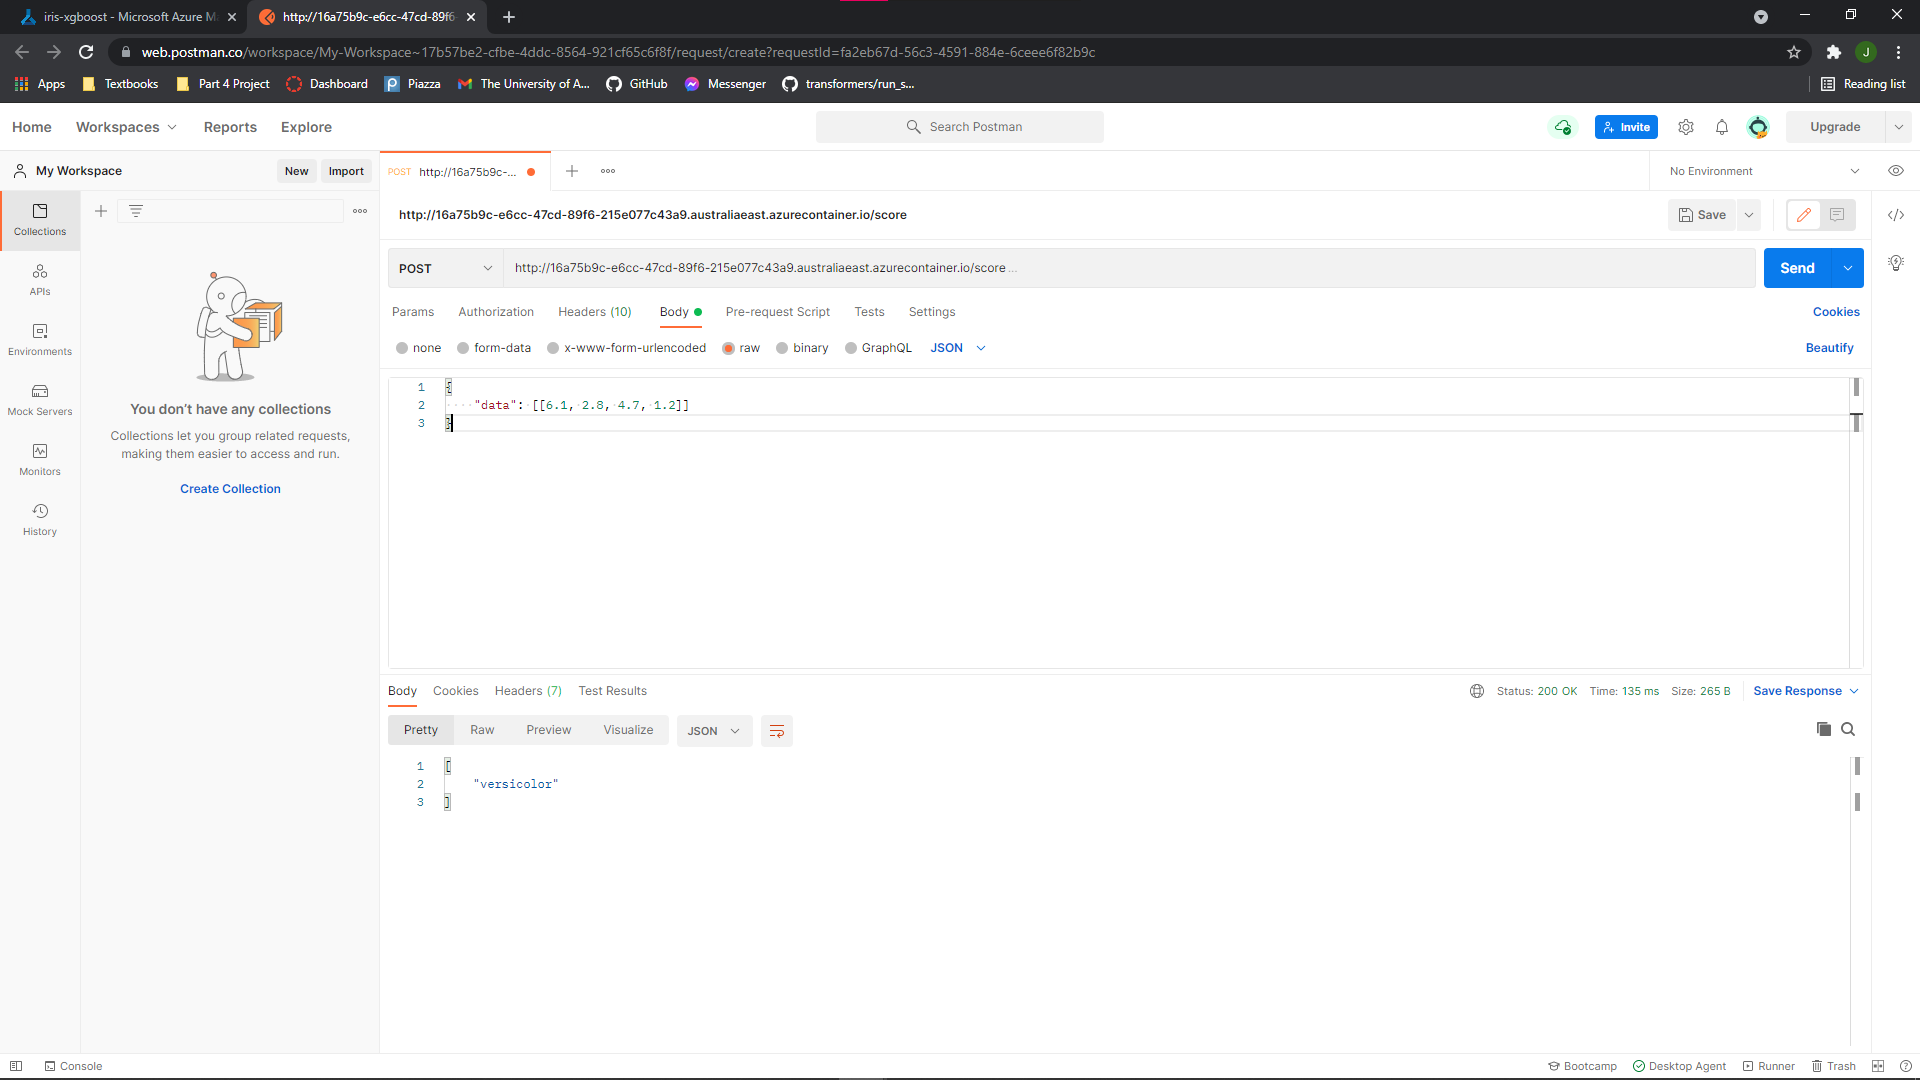 iris-xgboost - Microsoft Azure M
http://16a75b9c-e6cc-47cd-89f6-
web.postman.co/workspace/My-Workspace~17b57be2-cfbe-4ddc-8564-921cf65c6f8f/request/create?requestId=fa2eb67d-56c3-4591-884e-6ceee6f82b9c
J
Apps Textbooks Part 4 Project Dashboard Piazza The University of A... GitHub Messenger transformers/run_s... Reading list
Home Workspaces Reports Explore Search Postman Invite Upgrade
My Workspace New Import POST http://16a75b9c-... No Environment
Collections
http://16a75b9c-e6cc-47cd-89f6-215e077c43a9.australiaeast.azurecontainer.io/score Save
POST http://16a75b9c-e6cc-47cd-89f6-215e077c43a9.australiaeast.azurecontainer.io/score ... Send
APIs
Params Authorization Headers (10) Body Pre-request Script Tests Settings Cookies
Environments
none form-data x-www-form-urlencoded raw binary GraphQL JSON Beautify
Mock Servers
Monitors
History
You don't have any collections
Collections let you group related requests,
making them easier to access and run.
Create Collection
1 {
2 "data": [[6.1, 2.8, 4.7, 1.2]]
3 }
Body Cookies Headers (7) Test Results Status: 200 OK Time: 135 ms Size: 265 B Save Response
Pretty Raw Preview Visualize JSON
1 [
2 "versicolor"
3 ]
Console Bootcamp Desktop Agent Runner Trash